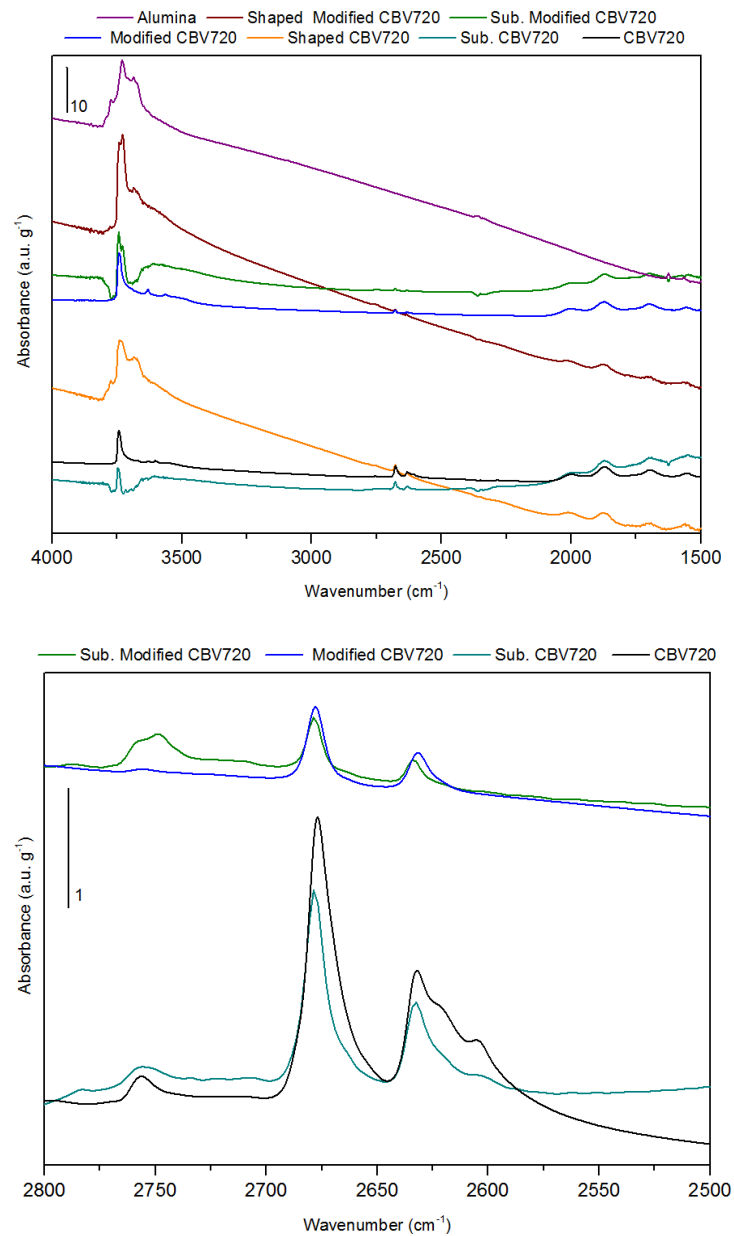 Alumina Shaped Modified CBV720 Sub. Modified CBV720
Modified CBV720 Shaped CBV720 Sub. CBV720 CBV720
10
Absorbance (a.u. g⁻¹)
4000 3500 3000 2500 2000 1500
Wavenumber (cm⁻¹)
Sub. Modified CBV720 Modified CBV720 Sub. CBV720 CBV720
1
Absorbance (a.u. g⁻¹)
2800 2750 2700 2650 2600 2550 2500
Wavenumber (cm⁻¹)